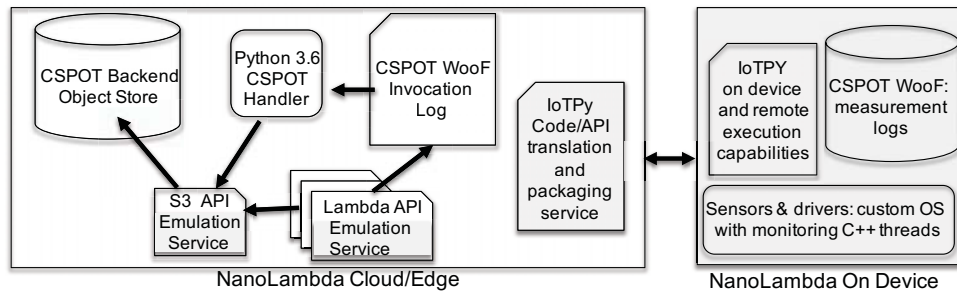 CSPOT Backend
Object Store
Python 3.6
CSPOT
Handler
CSPOT WooF
Invocation
Log
S3 API
Emulation
Service
Lambda API
Emulation
Service
IoTPy
Code/API
translation
and
packaging
service
NanoLambda Cloud/Edge
IoTPY
on device
and remote
execution
capabilities
CSPOT WooF:
measurement
logs
Sensors & drivers: custom OS
with monitoring C++ threads
NanoLambda On Device